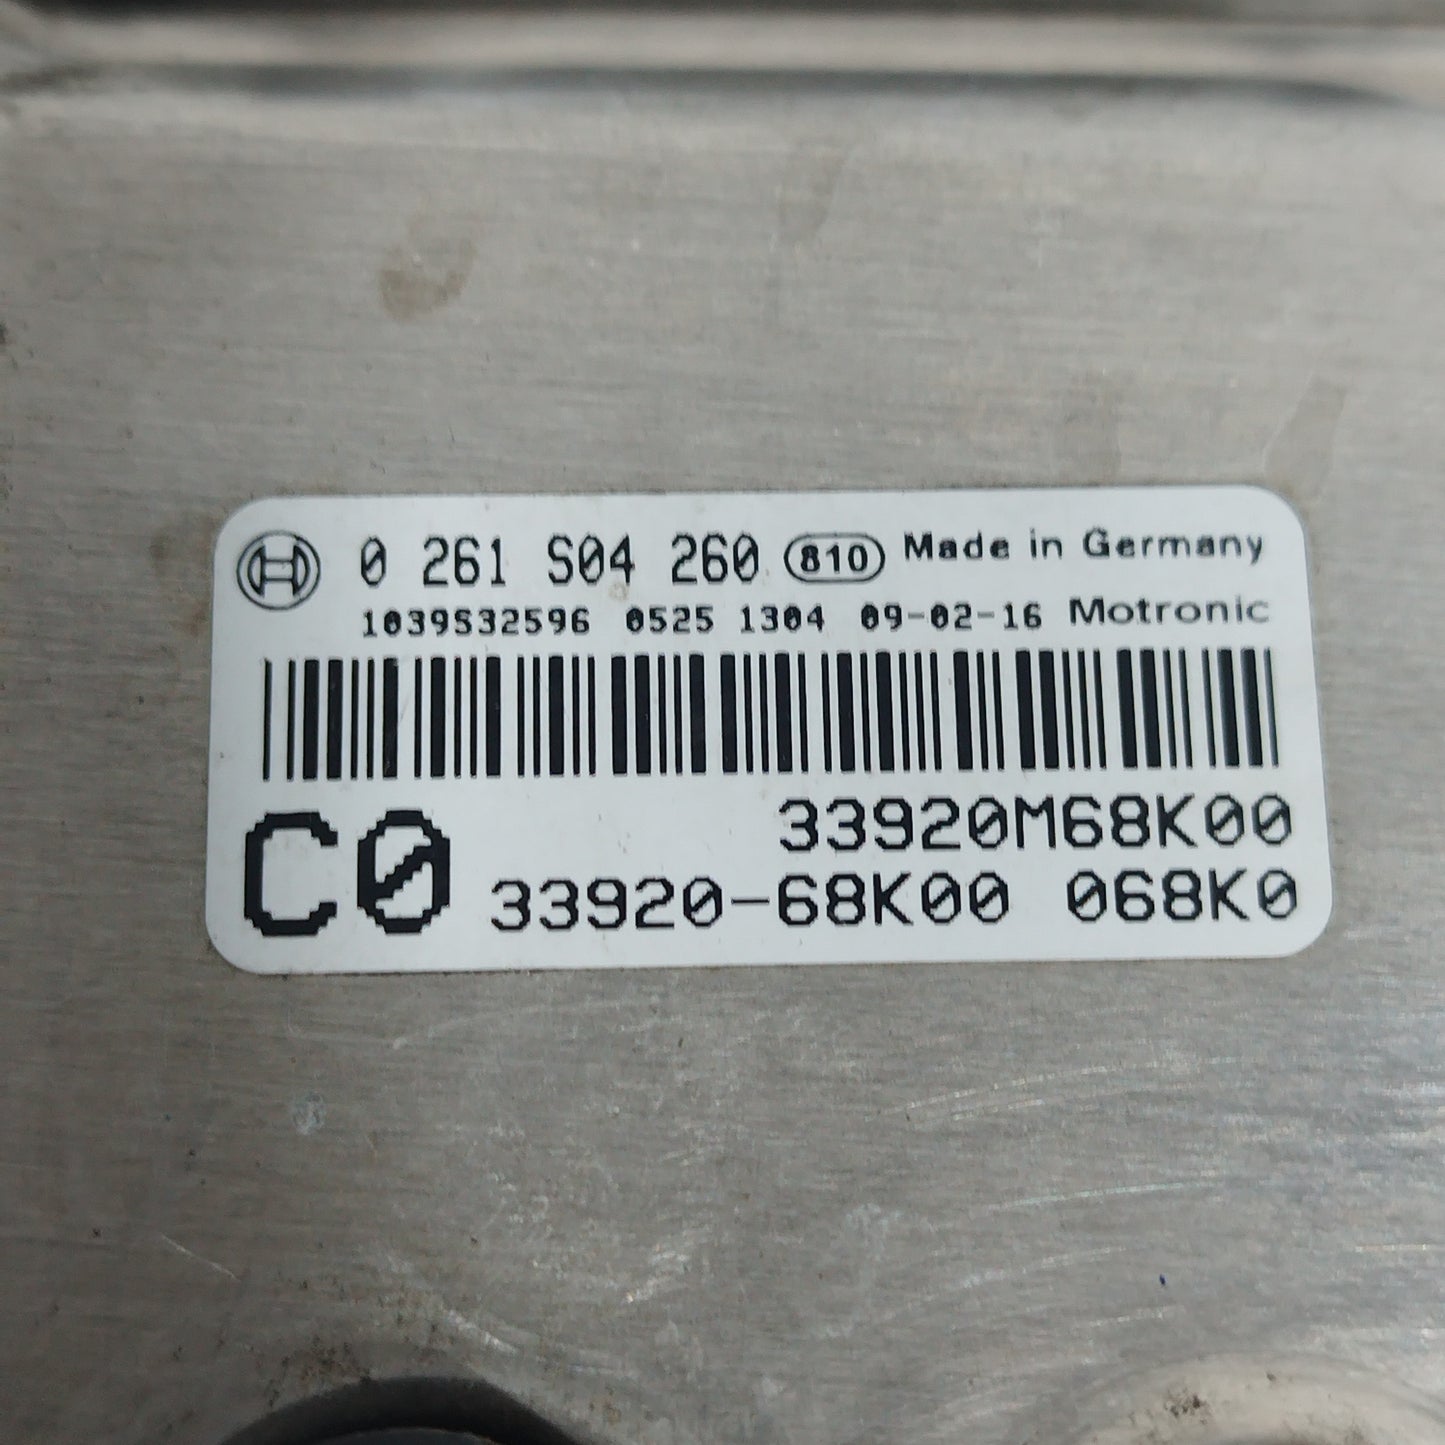 0 261 S04 260 810 Made in Germany
1039S32596 0525 1304 09-02-16 Motronic
33920M68K00
C0 33920-68K00 068K0